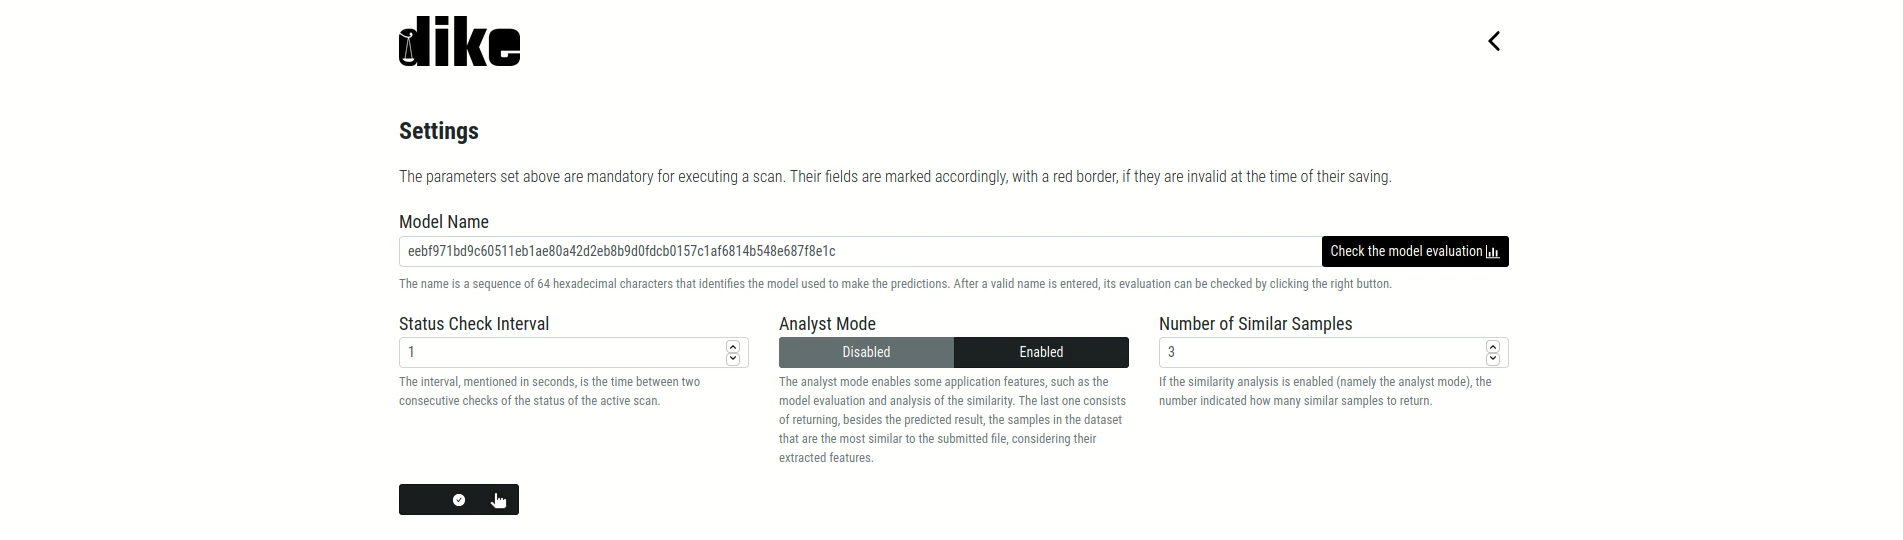 dike
Settings
The parameters set above are mandatory for executing a scan. Their fields are marked accordingly, with a red border, if they are invalid at the time of their saving.
Model Name
eebf971bd9c60511eb1ae80a42d2eb8b9d0fdcb0157c1af6814b548e687f8e1c
Check the model evaluation
The name is a sequence of 64 hexadecimal characters that identifies the model used to make the predictions. After a valid name is entered, its evaluation can be checked by clicking the right button.
Status Check Interval
1
The interval, mentioned in seconds, is the time between two
consecutive checks of the status of the active scan.
Analyst Mode
Disabled
Enabled
The analyst mode enables some application features, such as the
model evaluation and analysis of the similarity. The last one consists
of returning, besides the predicted result, the samples in the dataset
that are the most similar to the submitted file, considering their
extracted features.
Number of Similar Samples
3
If the similarity analysis is enabled (namely the analyst mode), the
number indicated how many similar samples to return.